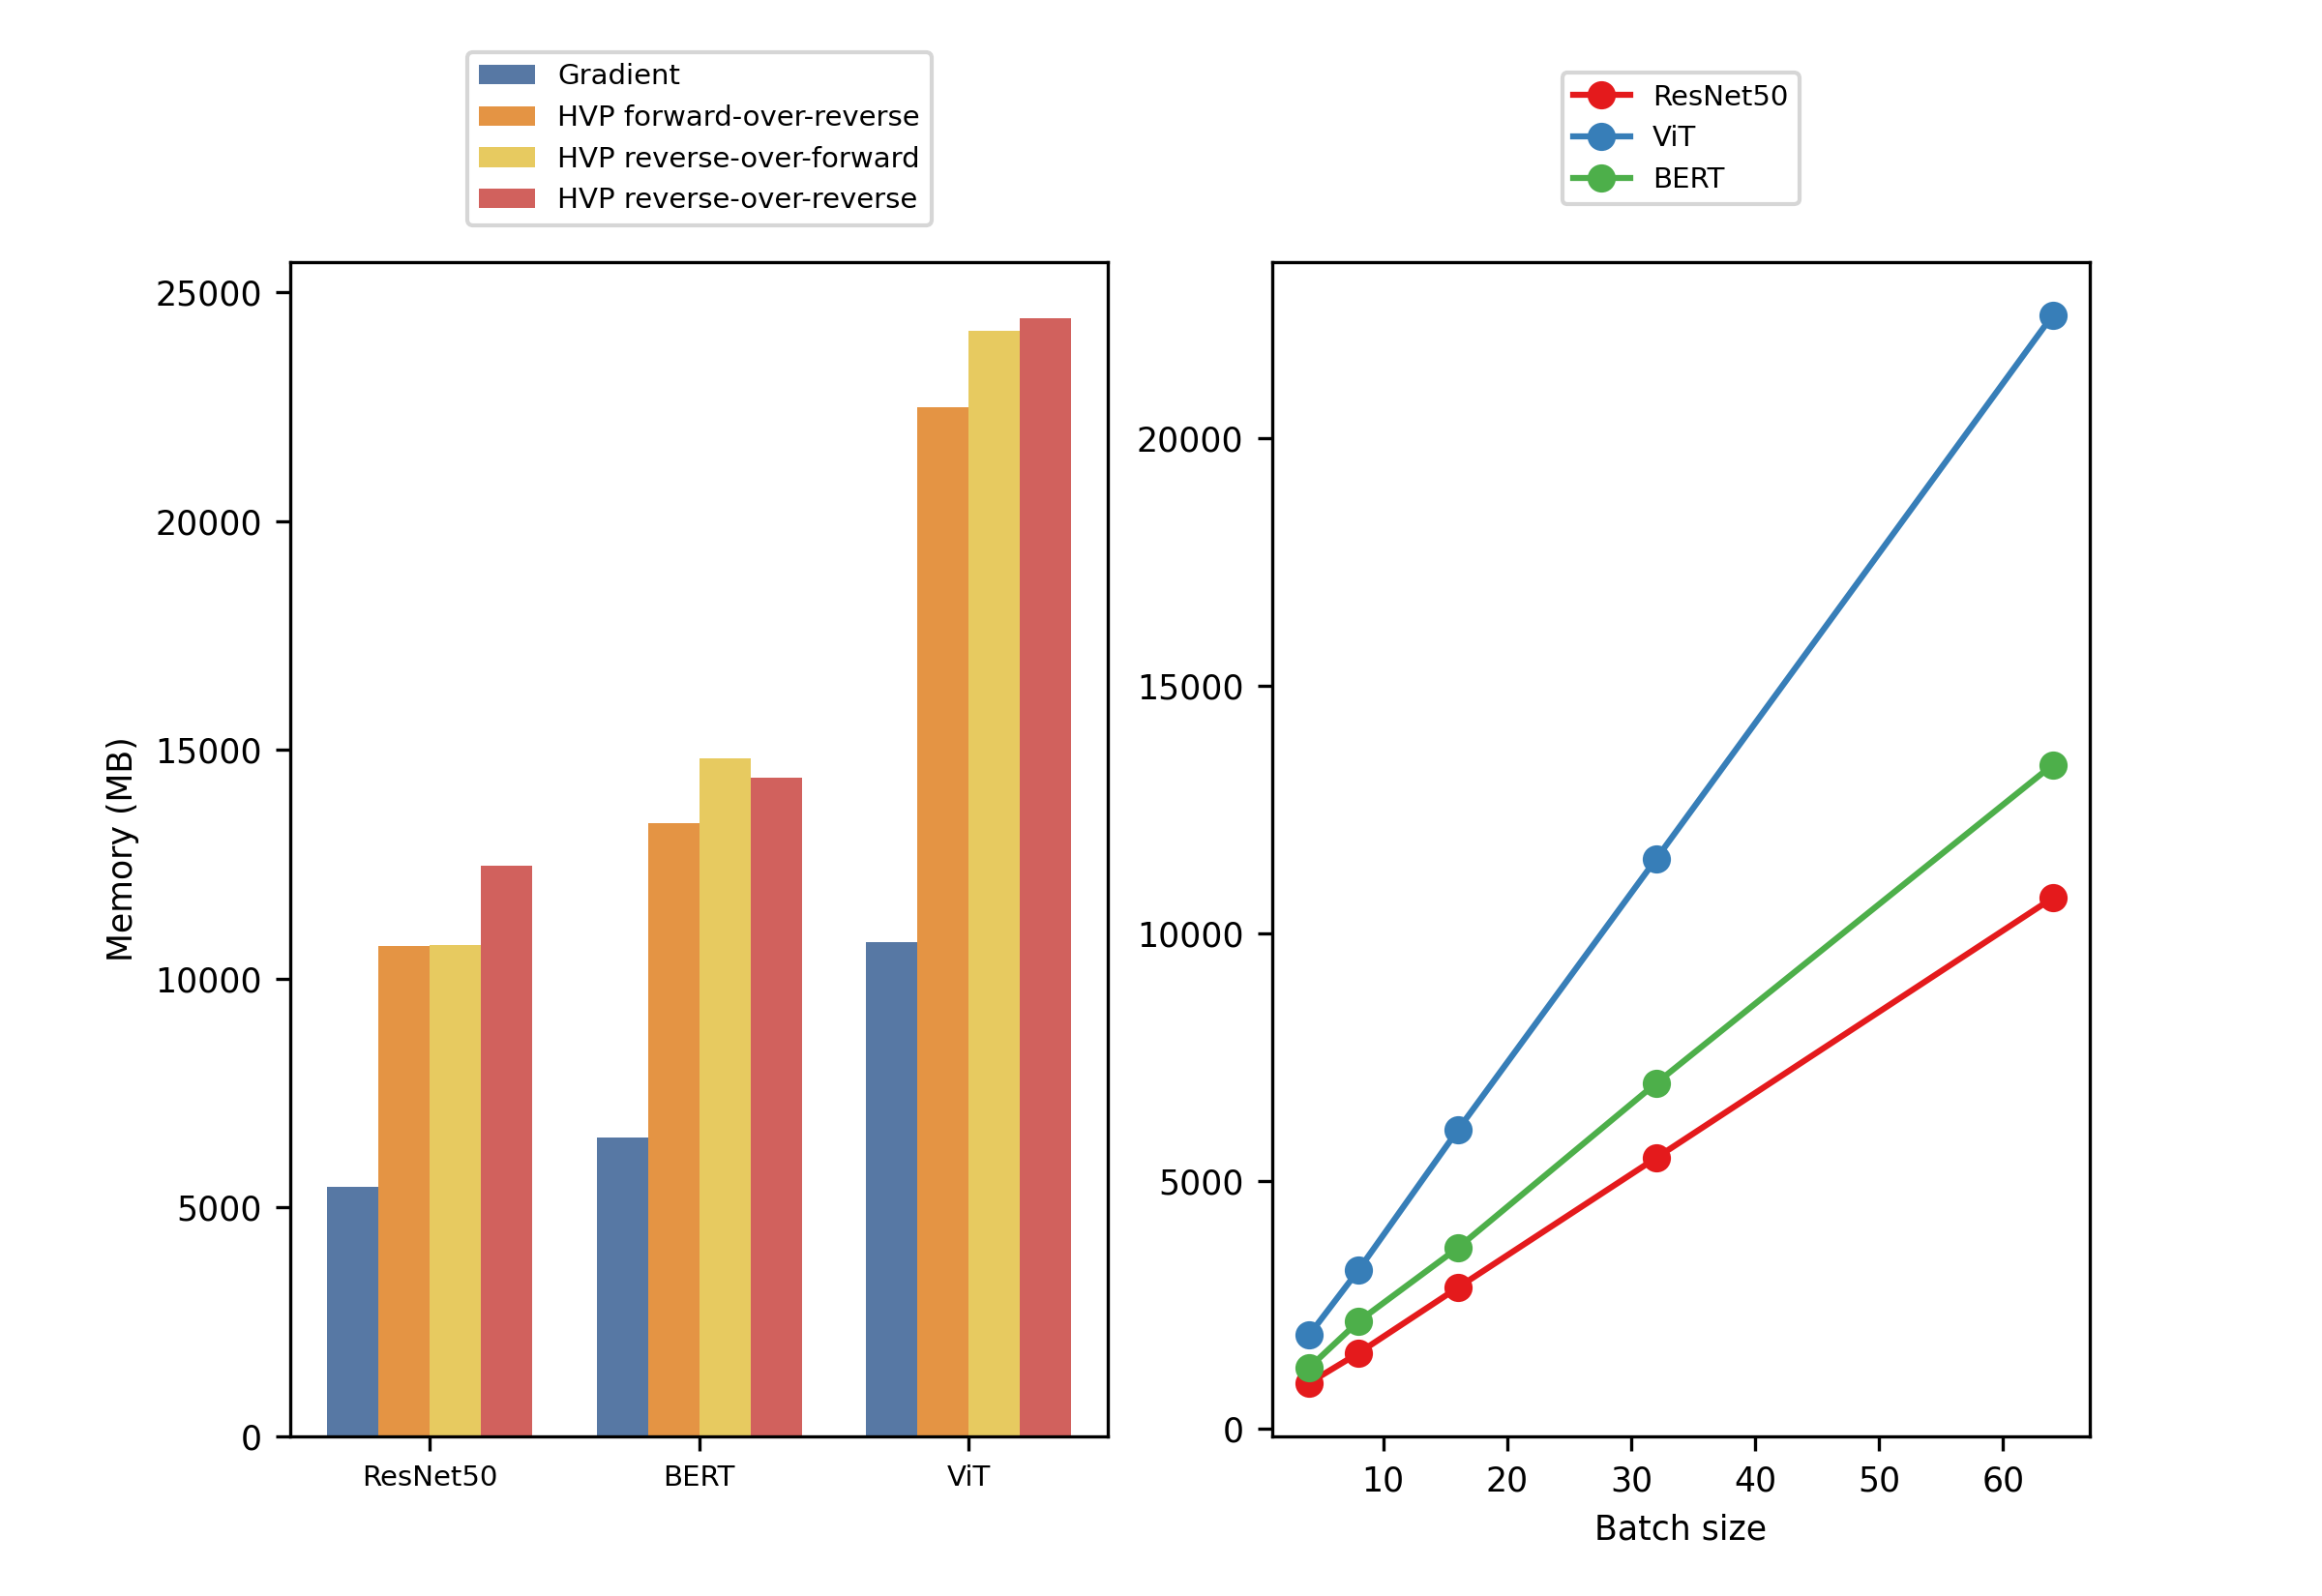 Gradient
HVP forward-over-reverse
HVP reverse-over-forward
HVP reverse-over-reverse
25000
20000
15000
10000
5000
0
Memory (MB)
ResNet50 BERT ViT
ResNet50
ViT
BERT
20000
15000
10000
5000
0
10 20 30 40 50 60
Batch size